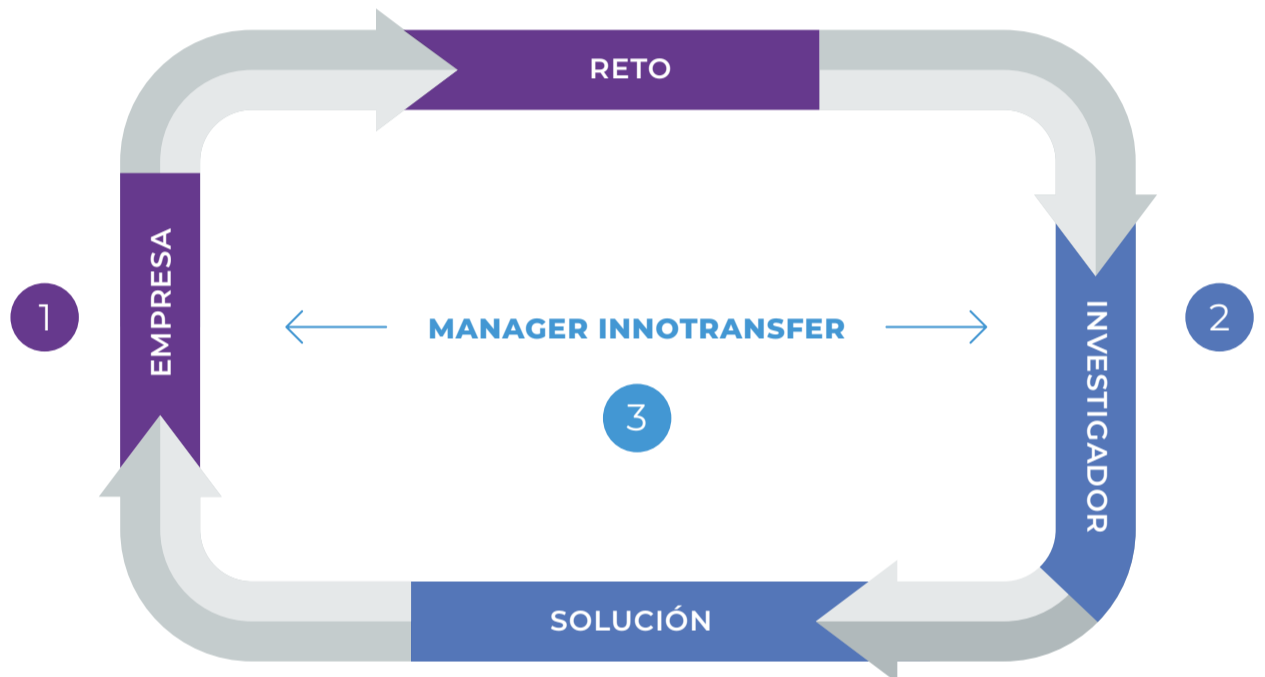 RETO
1
EMPRESA
MANAGER INNOTRANSFER
3
INVESTIGADOR
2
SOLUCIÓN